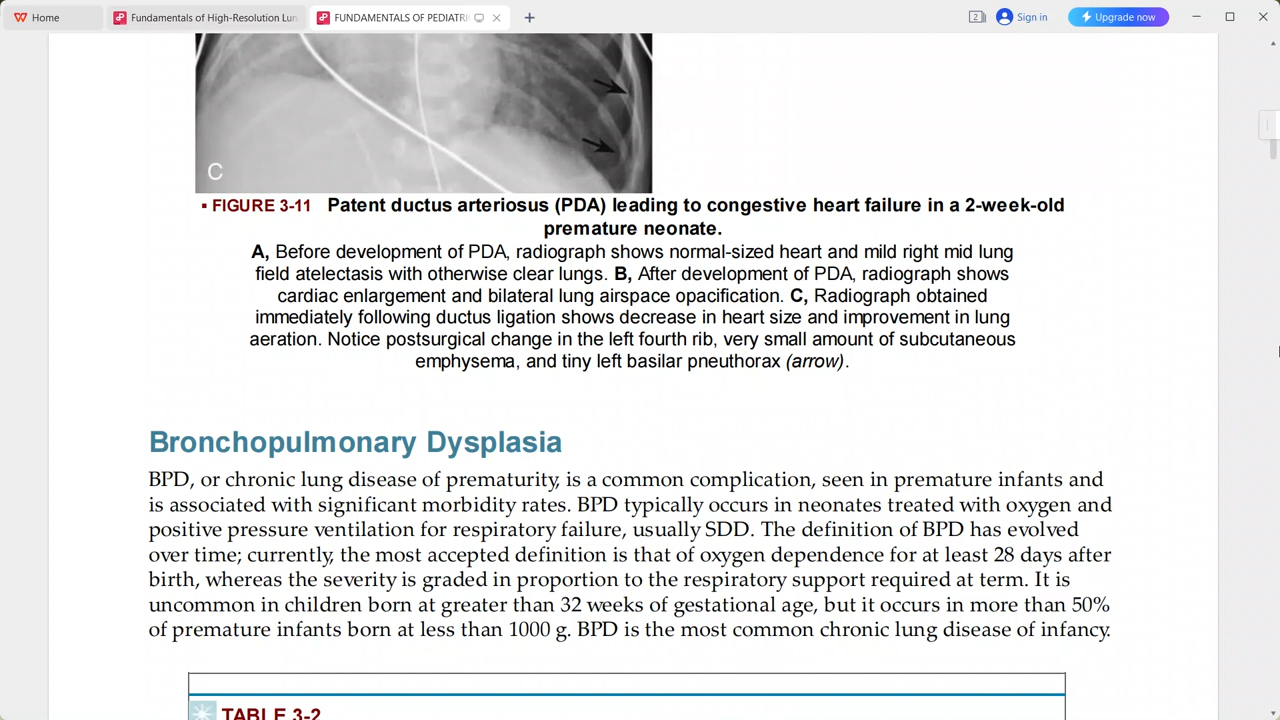 Home
Fundamentals of High-Resolution Lun
FUNDAMENTALS OF PEDIATRI
2
Sign in
Upgrade now
C
▪ FIGURE 3-11 Patent ductus arteriosus (PDA) leading to congestive heart failure in a 2-week-old
premature neonate.
A, Before development of PDA, radiograph shows normal-sized heart and mild right mid lung
field atelectasis with otherwise clear lungs. B, After development of PDA, radiograph shows
cardiac enlargement and bilateral lung airspace opacification. C, Radiograph obtained
immediately following ductus ligation shows decrease in heart size and improvement in lung
aeration. Notice postsurgical change in the left fourth rib, very small amount of subcutaneous
emphysema, and tiny left basilar pneuthorax (arrow).
Bronchopulmonary Dysplasia
BPD, or chronic lung disease of prematurity, is a common complication, seen in premature infants and
is associated with significant morbidity rates. BPD typically occurs in neonates treated with oxygen and
positive pressure ventilation for respiratory failure, usually SDD. The definition of BPD has evolved
over time; currently, the most accepted definition is that of oxygen dependence for at least 28 days after
birth, whereas the severity is graded in proportion to the respiratory support required at term. It is
uncommon in children born at greater than 32 weeks of gestational age, but it occurs in more than 50%
of premature infants born at less than 1000 g. BPD is the most common chronic lung disease of infancy.
TABLE 3-2